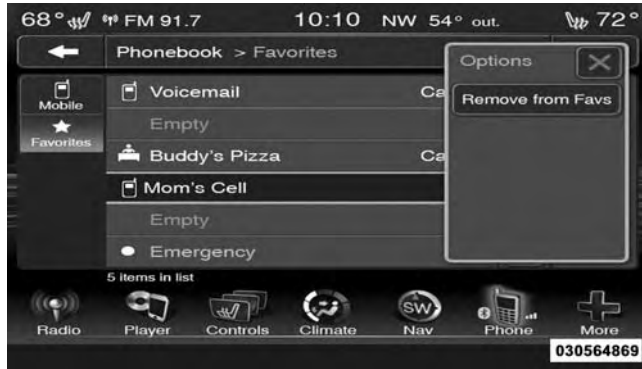 68° FM 91.7 10:10 NW 54° out. 72°
Phonebook > Favorites
Options
Mobile
Voicemail Ca
Remove from Favs
Favorites
Empty
Buddy's Pizza Ca
Mom's Cell
Empty
Emergency
5 items in list
SW
Radio Player Controls Climate Nav Phone More
030564869